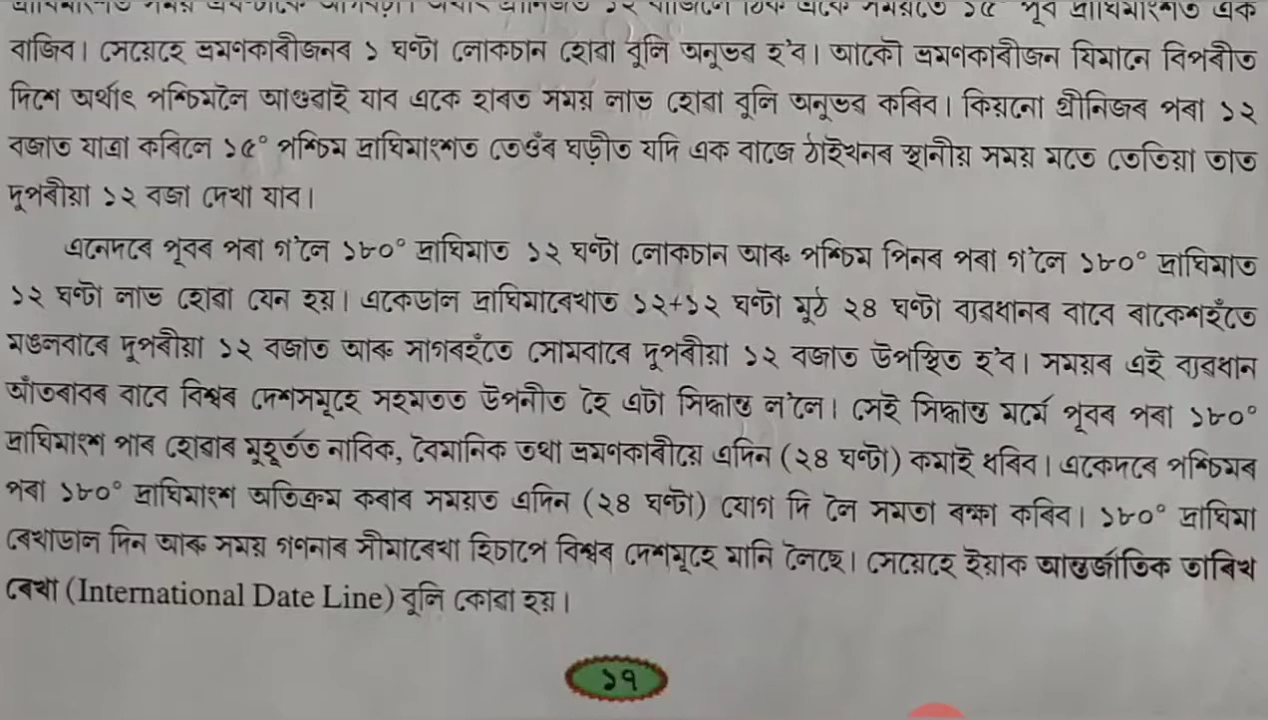 বাজিব। সেয়েহে ভ্ৰমণকাৰীজনৰ ১ ঘণ্টা লোকচান হোৱা বুলি অনুভৱ হ'ব। আকৌ ভ্ৰমণকাৰীজন যিমানে বিপৰীত
দিশে অৰ্থাৎ পশ্চিমলৈ আগুৱাই যাব একে হাৰত সময় লাভ হোৱা বুলি অনুভৱ কৰিব। কিয়নো গ্ৰীনিজৰ পৰা ১২
বজাত যাত্ৰা কৰিলে ১৫° পশ্চিম দ্ৰাঘিমাংশত তেওঁৰ ঘড়ীত যদি এক বাজে ঠাইখনৰ স্থানীয় সময় মতে তেতিয়া তাত
দুপৰীয়া ১২ বজা দেখা যাব।
এনেদৰে পূবৰ পৰা গ'লে ১৮০° দ্ৰাঘিমাত ১২ ঘণ্টা লোকচান আৰু পশ্চিম পিনৰ পৰা গ'লে ১৮০° দ্ৰাঘিমাত
১২ ঘণ্টা লাভ হোৱা যেন হয়। একেডাল দ্ৰাঘিমাৰেখাত ১২+১২ ঘণ্টা মুঠ ২৪ ঘণ্টা ব্যৱধানৰ বাবে ৰাকেশহঁতে
মঙলবাৰে দুপৰীয়া ১২ বজাত আৰু সাগৰহঁতে সোমবাৰে দুপৰীয়া ১২ বজাত উপস্থিত হ'ব। সময়ৰ এই ব্যৱধান
আঁতৰাবৰ বাবে বিশ্বৰ দেশসমূহে সহমতত উপনীত হৈ এটা সিদ্ধান্ত ল'লে। সেই সিদ্ধান্ত মৰ্মে পূবৰ পৰা ১৮০°
দ্ৰাঘিমাংশ পাৰ হোৱাৰ মুহূৰ্তত নাবিক, বৈমানিক তথা ভ্ৰমণকাৰীয়ে এদিন (২৪ ঘণ্টা) কমাই ধৰিব। একেদৰে পশ্চিমৰ
পৰা ১৮০° দ্ৰাঘিমাংশ অতিক্ৰম কৰাৰ সময়ত এদিন (২৪ ঘণ্টা) যোগ দি লৈ সমতা ৰক্ষা কৰিব। ১৮০° দ্ৰাঘিমা
ৰেখাডাল দিন আৰু সময় গণনাৰ সীমাৰেখা হিচাপে বিশ্বৰ দেশমূহে মানি লৈছে। সেয়েহে ইয়াক আন্তৰ্জাতিক তাৰিখ
ৰেখা (International Date Line) বুলি কোৱা হয়।
১৭